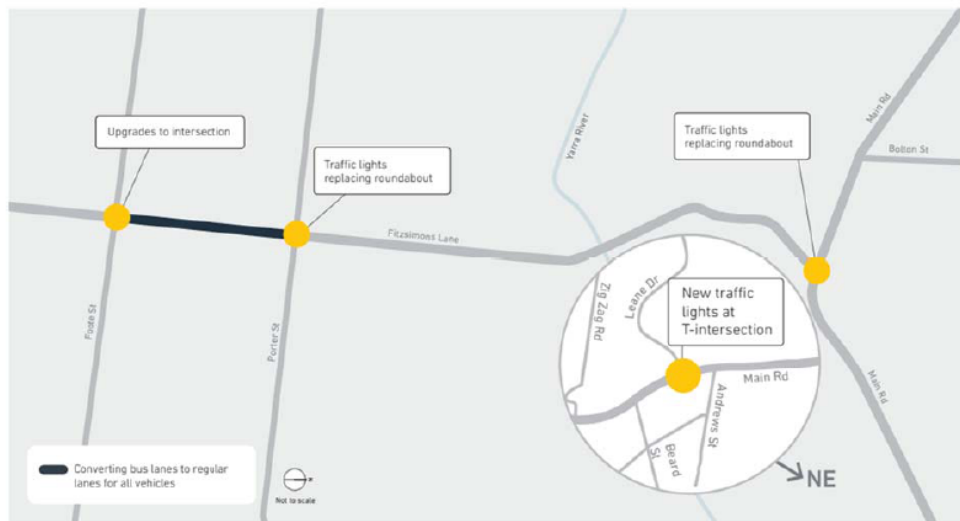 Upgrades to intersection
Traffic lights
replacing roundabout
Traffic lights
replacing roundabout
Main Rd
Bolton St
Yarra River
Fitzsimons Lane
Foote St
Porter St
Zig Zag Rd
Leane Dr
New traffic
lights at
T-intersection
Main Rd
Andrews St
Beard
St
Main Rd
Converting bus lanes to regular
lanes for all vehicles
Not to scale
NE